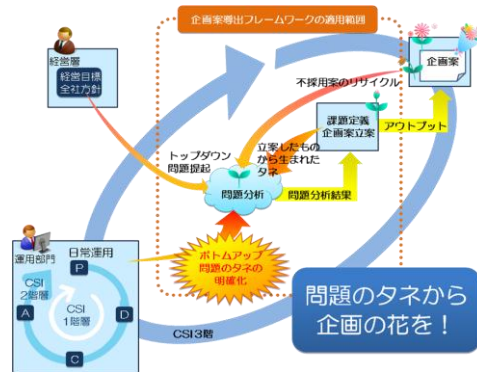 企画案導出フレームワークの適用範囲
経営層
経営目標
全社方針
企画案
不採用案のリサイクル
課題定義
企画案立案
アウトプット
トップダウン
問題提起
立案したもの
から生まれた
タネ
問題分析
問題分析結果
ボトムアップ
問題のタネの
明確化
運用部門
日常運用
CSI
2階層
P
D
C
A
CSI
1階層
CSI3階
問題のタネから
企画の花を！